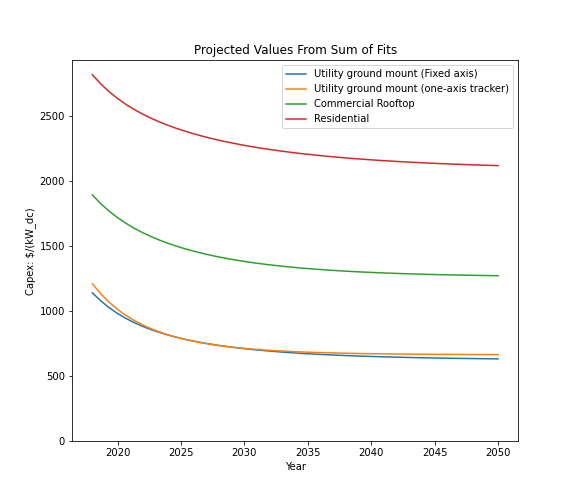 Projected Values From Sum of Fits
Utility ground mount (Fixed axis)
Utility ground mount (one-axis tracker)
Commercial Rooftop
Residential
Capex: $/(kW_dc)
2500
2000
1500
1000
500
0
2020 2025 2030 2035 2040 2045 2050
Year